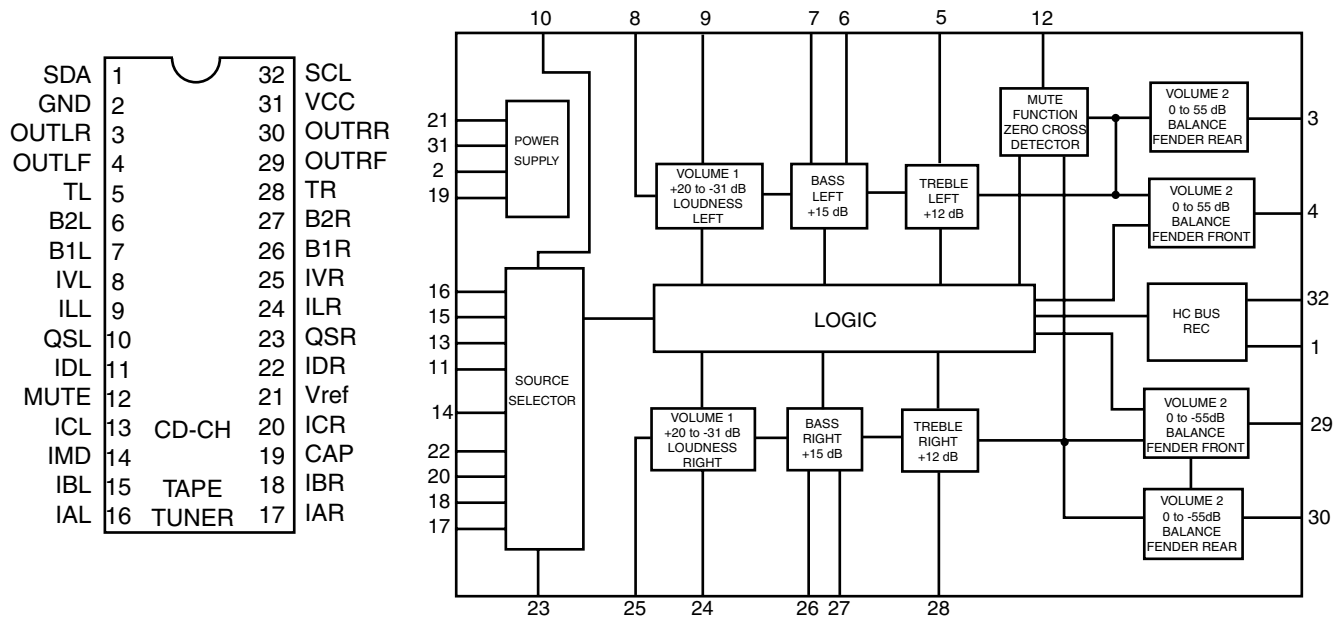 SDA 1 32 SCL
GND 2 31 VCC
OUTLR 3 30 OUTRR
OUTLF 4 29 OUTRF
TL 5 28 TR
B2L 6 27 B2R
B1L 7 26 B1R
IVL 8 25 IVR
ILL 9 24 ILR
QSL 10 23 QSR
IDL 11 22 IDR
MUTE 12 21 Vref
ICL 13 CD-CH 20 ICR
IMD 14 19 CAP
IBL 15 TAPE 18 IBR
IAL 16 TUNER 17 IAR
10 8 9 7 6 5 12
21
31
2
19
POWER
SUPPLY
VOLUME 1
+20 to -31 dB
LOUDNESS
LEFT
BASS
LEFT
+15 dB
TREBLE
LEFT
+12 dB
MUTE
FUNCTION
ZERO CROSS
DETECTOR
VOLUME 2
0 to 55 dB
BALANCE
FENDER REAR
3
VOLUME 2
0 to 55 dB
BALANCE
FENDER FRONT
4
16
15
13
11
14
22
20
18
17
SOURCE
SELECTOR
LOGIC
HC BUS
REC
32
1
VOLUME 1
+20 to -31 dB
LOUDNESS
RIGHT
BASS
RIGHT
+15 dB
TREBLE
RIGHT
+12 dB
VOLUME 2
0 to -55dB
BALANCE
FENDER FRONT
29
VOLUME 2
0 to -55dB
BALANCE
FENDER REAR
30
23 25 24 26 27 28